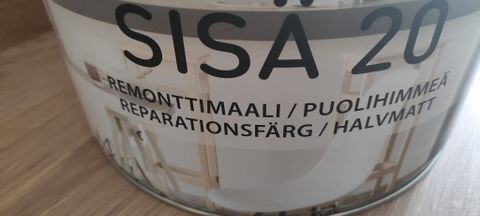 SISÄ 20
REMONTTIMAALI / PUOLIHIMMEÄ
REPARATIONSFÄRG / HALVMATT